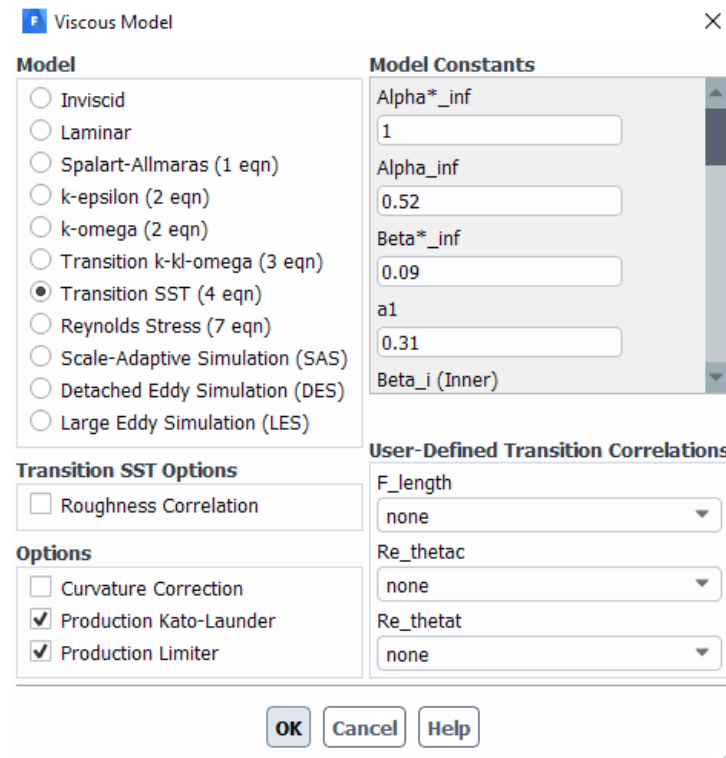 F Viscous Model
Model
Inviscid
Laminar
Spalart-Allmaras (1 eqn)
k-epsilon (2 eqn)
k-omega (2 eqn)
Transition k-kl-omega (3 eqn)
Transition SST (4 eqn)
Reynolds Stress (7 eqn)
Scale-Adaptive Simulation (SAS)
Detached Eddy Simulation (DES)
Large Eddy Simulation (LES)
Transition SST Options
Roughness Correlation
Options
Curvature Correction
Production Kato-Launder
Production Limiter
Model Constants
Alpha*_inf
1
Alpha_inf
0.52
Beta*_inf
0.09
a1
0.31
Beta_i (Inner)
User-Defined Transition Correlations
F_length
none
Re_thetac
none
Re_thetat
none
OK Cancel Help